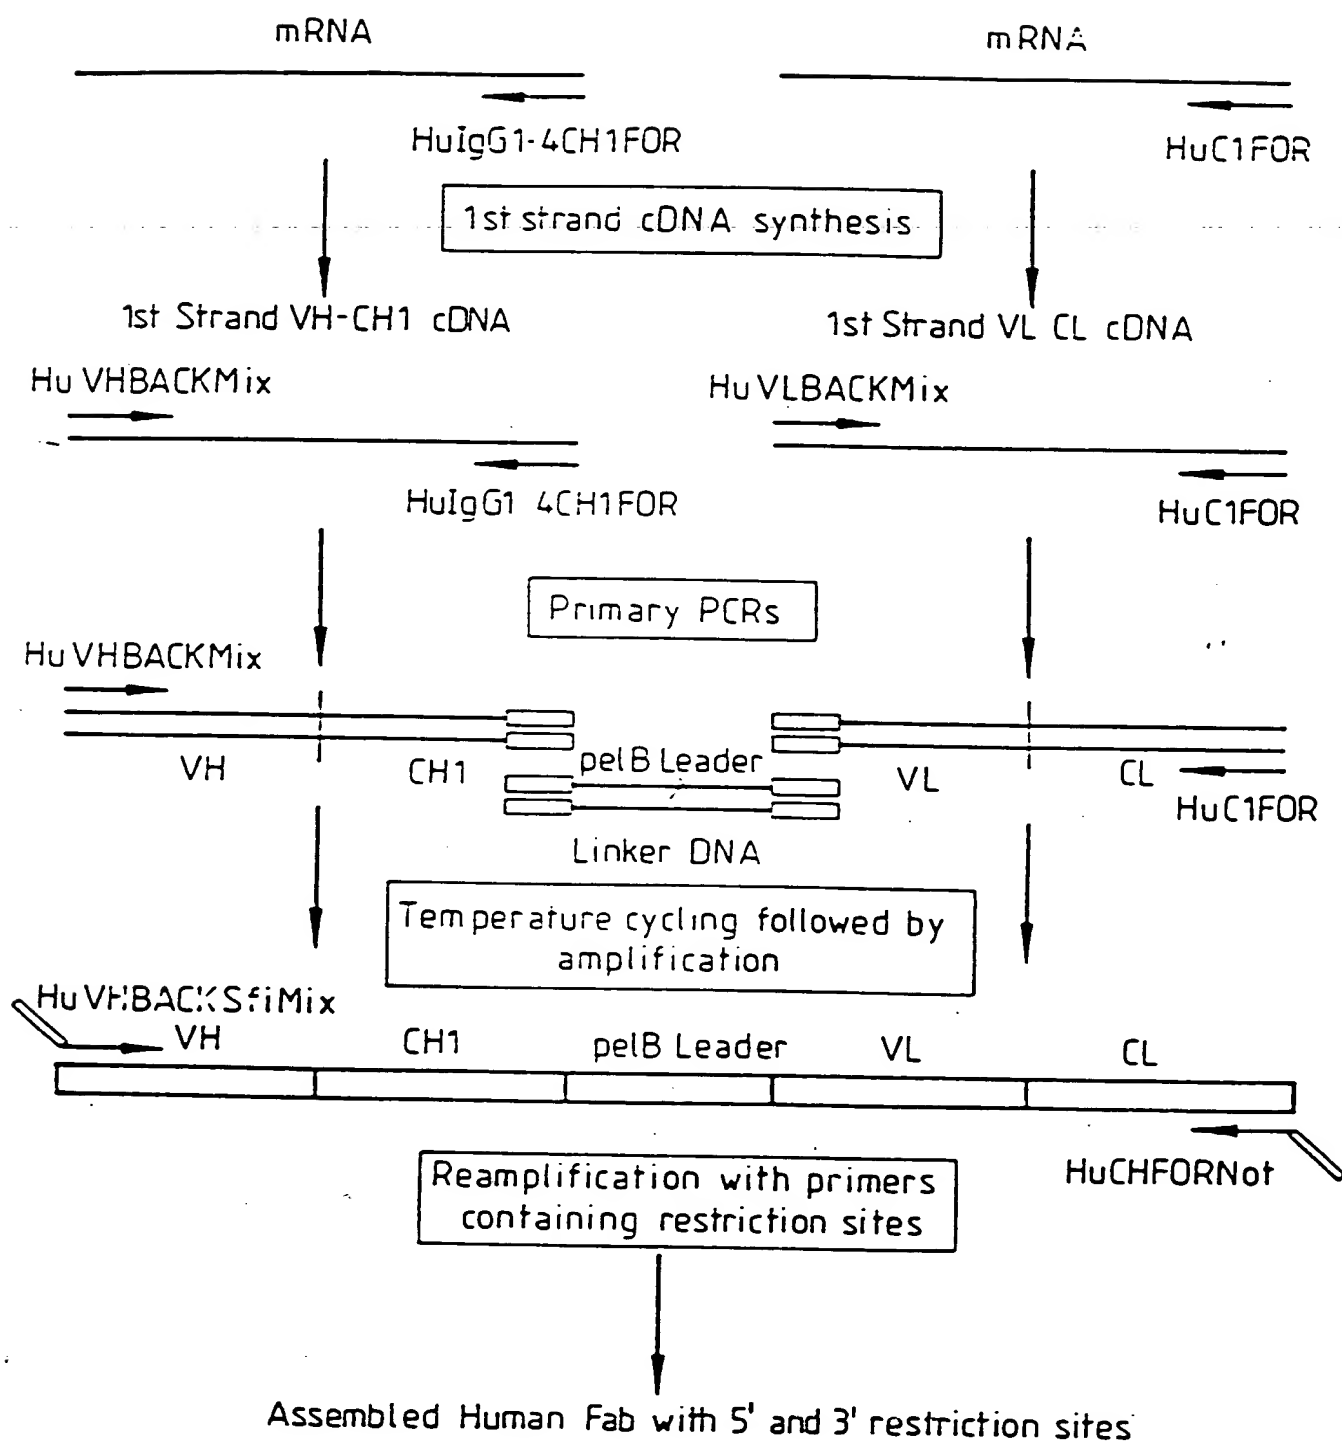 mRNA
mRNA
HuIgG1-4CH1FOR
HuC1FOR
1st strand cDNA synthesis
1st Strand VH-CH1 cDNA
1st Strand VL CL cDNA
Hu VHBACKMix
Hu VLBACKMix
HuIgG1 4CH1FOR
HuC1FOR
Primary PCRs
Hu VHBACKMix
VH
CH1
pelB Leader
VL
CL
HuC1FOR
Linker DNA
Temperature cycling followed by
amplification
Hu VHBACKSfiMix
VH
CH1
pelB Leader
VL
CL
HuCHFORNot
Reamplification with primers
containing restriction sites
Assembled Human Fab with 5' and 3' restriction sites